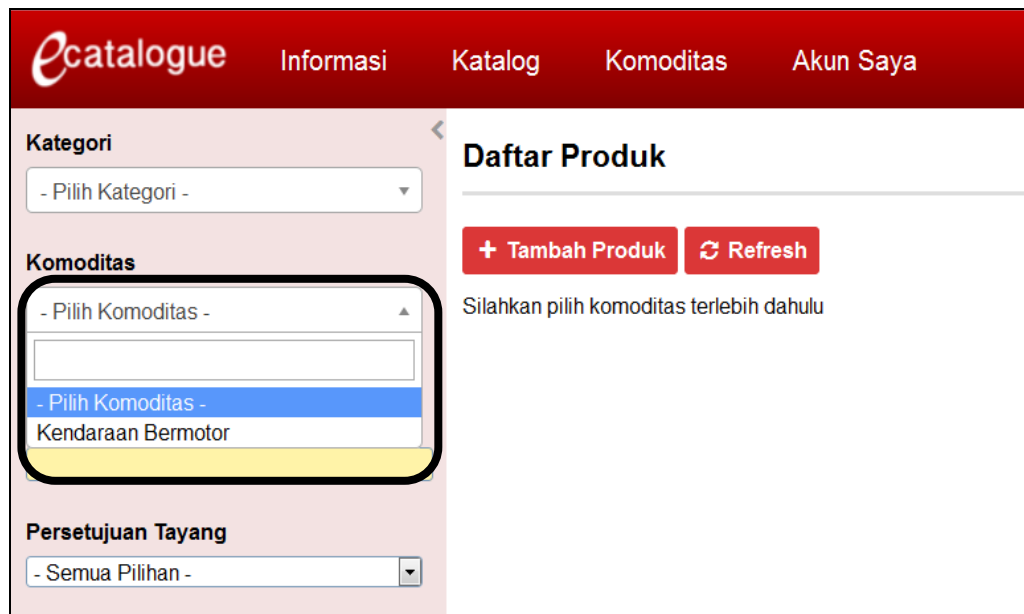 ecatalogue Informasi Katalog Komoditas Akun Saya
Kategori
- Pilih Kategori -
Komoditas
- Pilih Komoditas -
- Pilih Komoditas -
Kendaraan Bermotor
Persetujuan Tayang
- Semua Pilihan -
Daftar Produk
Tambah Produk Refresh
Silahkan pilih komoditas terlebih dahulu